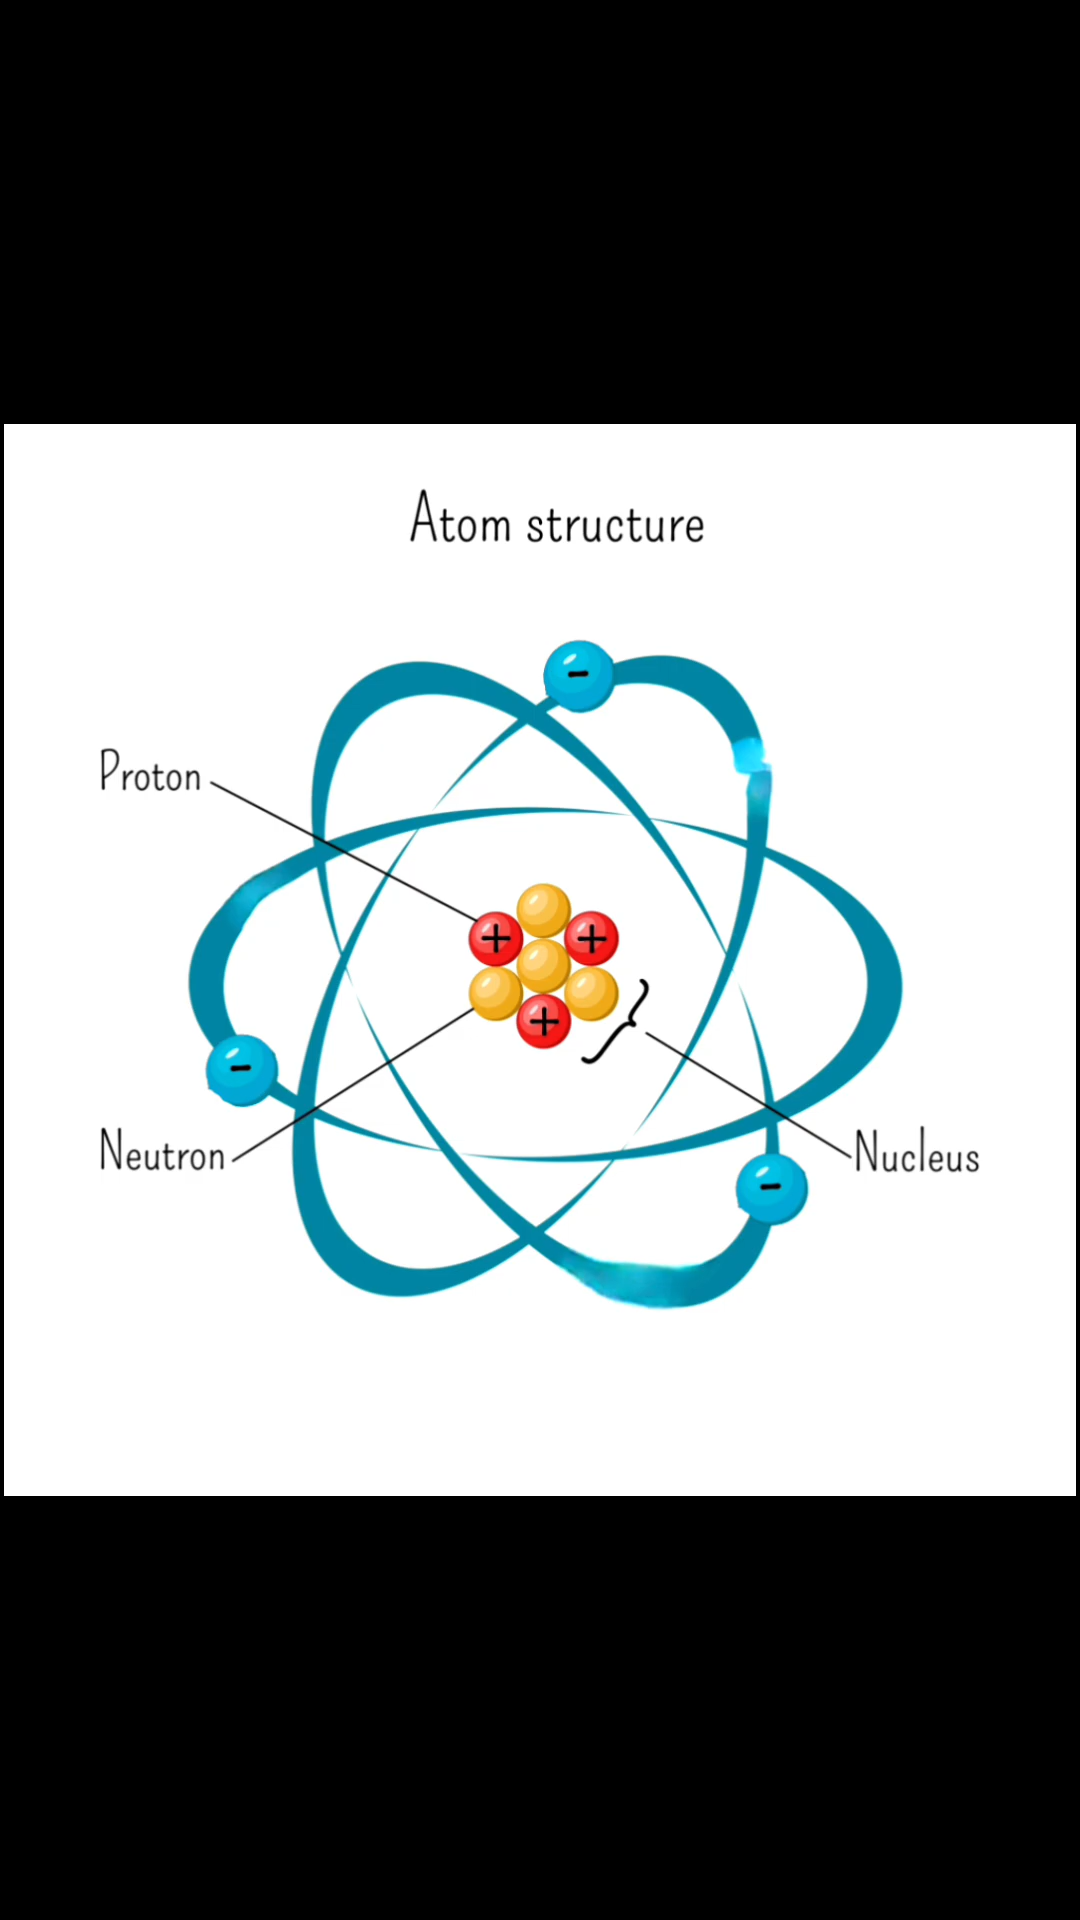 Atom structure
-
Proton
+ +
+
-
Neutron
Nucleus
-